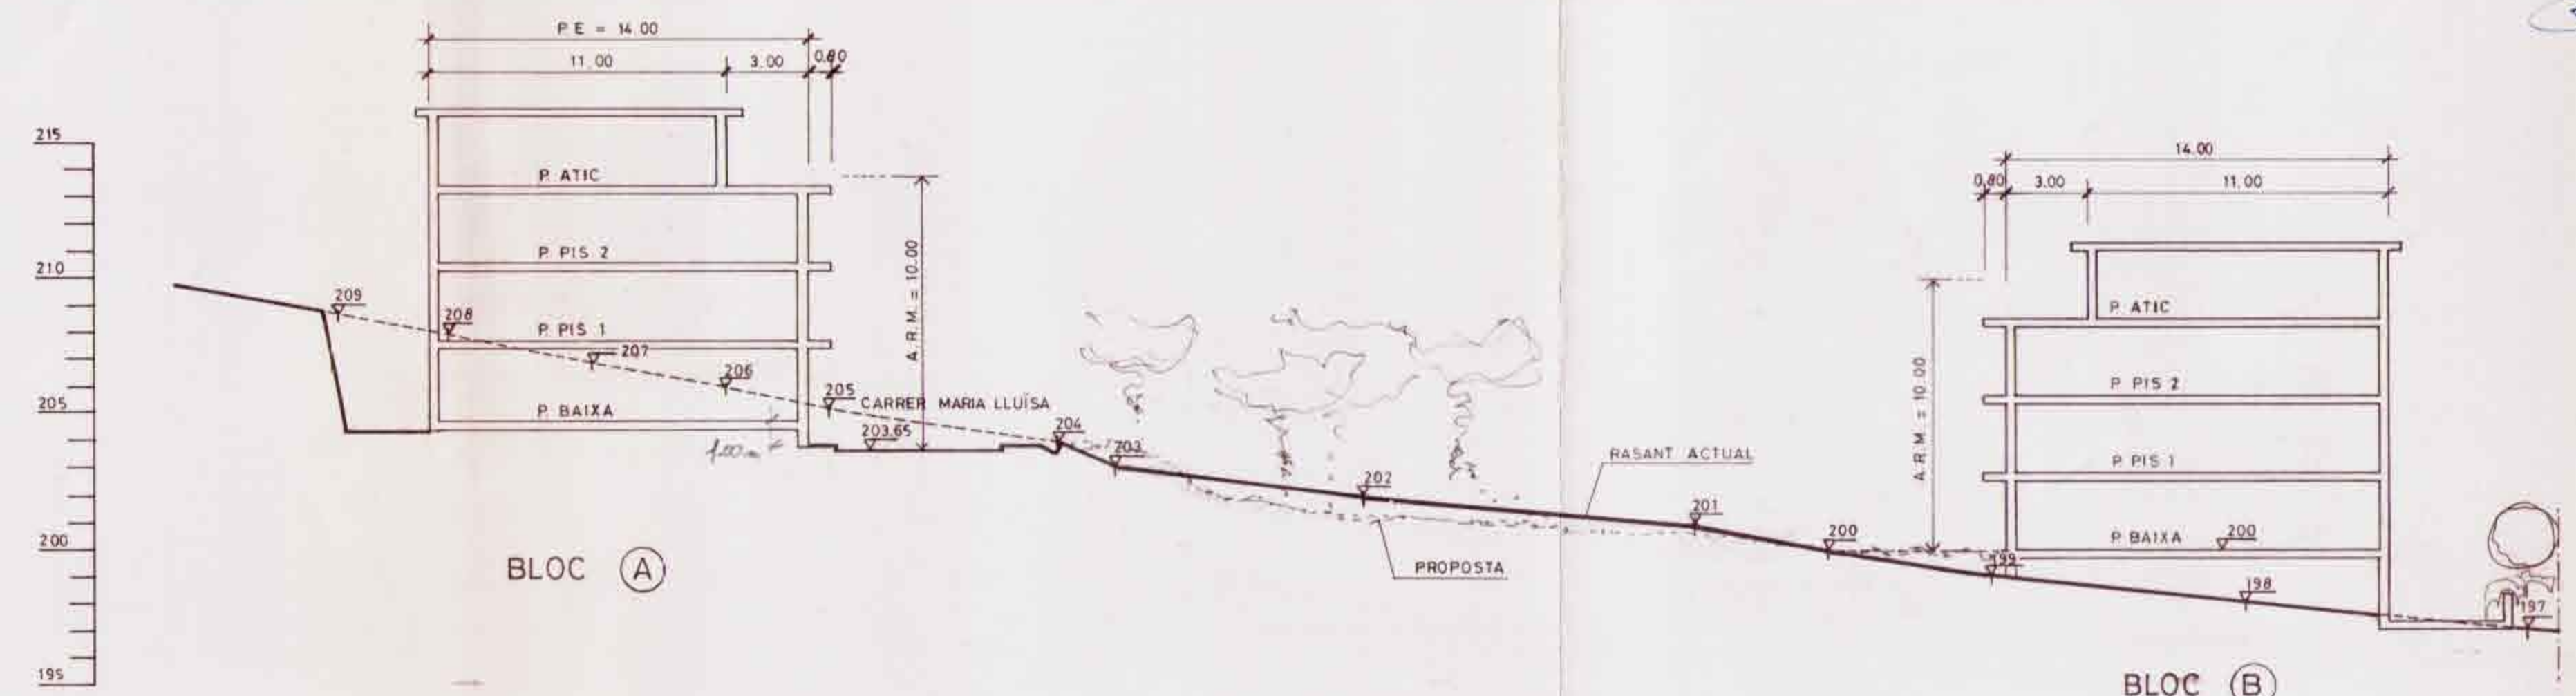 P.E = 14.00
11.00 3.00 0.80
215
210
205
200
195
P. ATIC
P. PIS 2
P. PIS 1
P. BAIXA
A.R.M. = 10.00
209
208
207
206
205 CARRER MARIA LLUÏSA
203.65
204
203
1.00 m
BLOC A
202
RASANT ACTUAL
201
200
PROPOSTA
14.00
0.80 3.00 11.00
A.R.M. = 10.00
P. ATIC
P. PIS 2
P. PIS 1
P. BAIXA 200
199
198
197
BLOC B